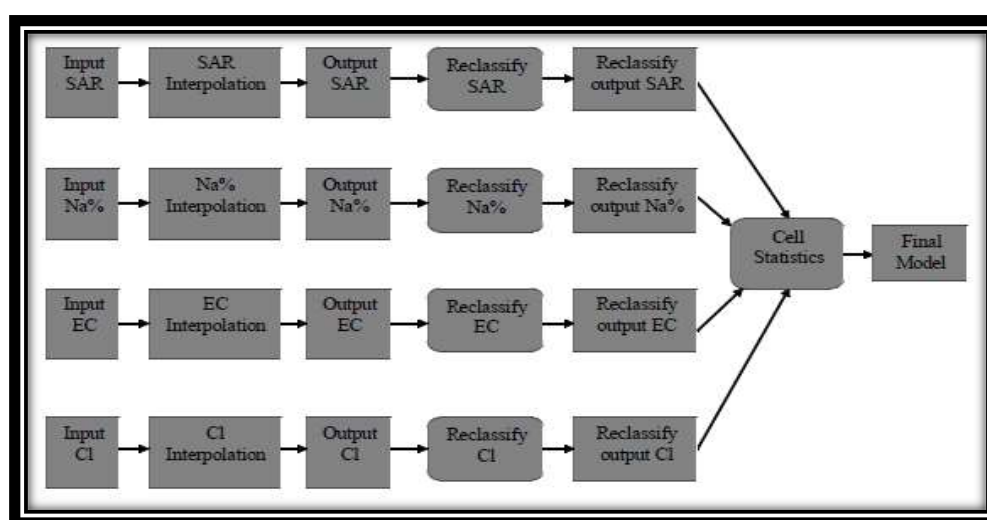 Input
SAR
SAR
Interpolation
Output
SAR
Reclassify
SAR
Reclassify
output SAR
Input
Na%
Na%
Interpolation
Output
Na%
Reclassify
Na%
Reclassify
output Na%
Cell
Statistics
Final
Model
Input
EC
EC
Interpolation
Output
EC
Reclassify
EC
Reclassify
output EC
Input
Cl
Cl
Interpolation
Output
Cl
Reclassify
Cl
Reclassify
output Cl